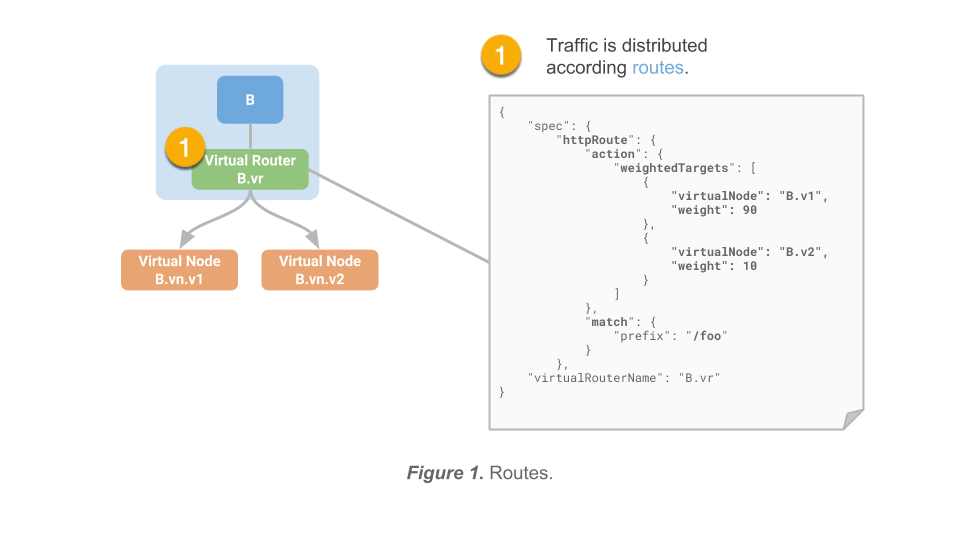 1
Traffic is distributed
according routes.
B
1
Virtual Router
B.vr
Virtual Node
B.vn.v1
Virtual Node
B.vn.v2
{
    "spec": {
        "httpRoute": {
            "action": {
                "weightedTargets": [
                    {
                        "virtualNode": "B.v1",
                        "weight": 90
                    },
                    {
                        "virtualNode": "B.v2",
                        "weight": 10
                    }
                ]
            },
            "match": {
                "prefix": "/foo"
            }
        },
    "virtualRouterName": "B.vr"
}
Figure 1. Routes.